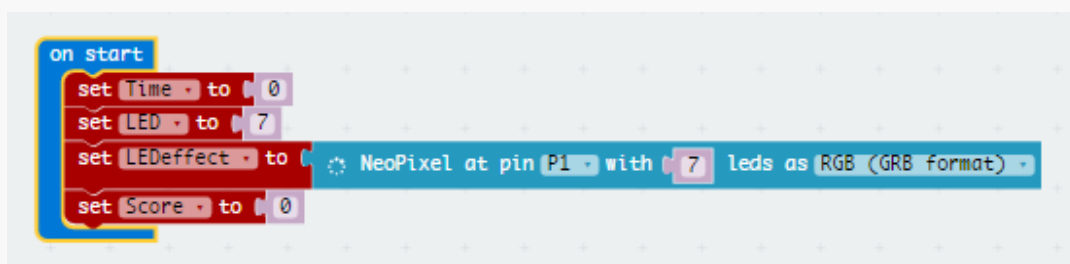 on start
set Time to 0
set LED to 7
set LEDeffect to NeoPixel at pin P1 with 7 leds as RGB (GRB format)
set Score to 0